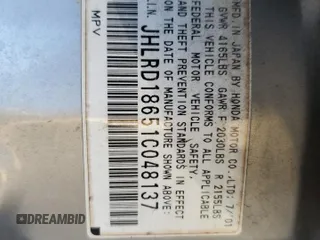 MFD. IN JAPAN BY HONDA MOTOR CO.,LTD. 7/01
GVWR 4165LBS GAWR F 2030LBS R 2155LBS
THIS VEHICLE CONFORMS TO ALL APPLICABLE
FEDERAL MOTOR VEHICLE SAFETY
AND THEFT PREVENTION STANDARDS IN EFFECT
ON THE DATE OF MANUFACTURE SHOWN ABOVE.
V.I.N. JHLRD18651C048137
MPV
DREAMBID